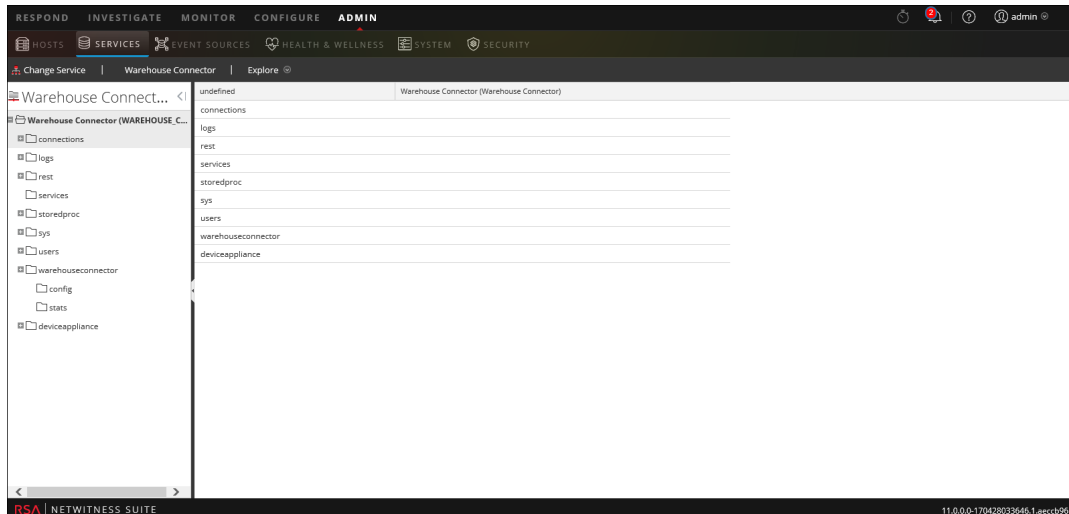 RESPOND INVESTIGATE MONITOR CONFIGURE ADMIN 2 admin
HOSTS SERVICES EVENT SOURCES HEALTH & WELLNESS SYSTEM SECURITY
Change Service | Warehouse Connector | Explore
Warehouse Connect...
Warehouse Connector (WAREHOUSE_C...
connections
logs
rest
services
storedproc
sys
users
warehouseconnector
config
stats
deviceappliance
undefined Warehouse Connector (Warehouse Connector)
connections
logs
rest
services
storedproc
sys
users
warehouseconnector
deviceappliance
RSA | NETWITNESS SUITE 11.0.0.0-170428033646.1.aeccb96